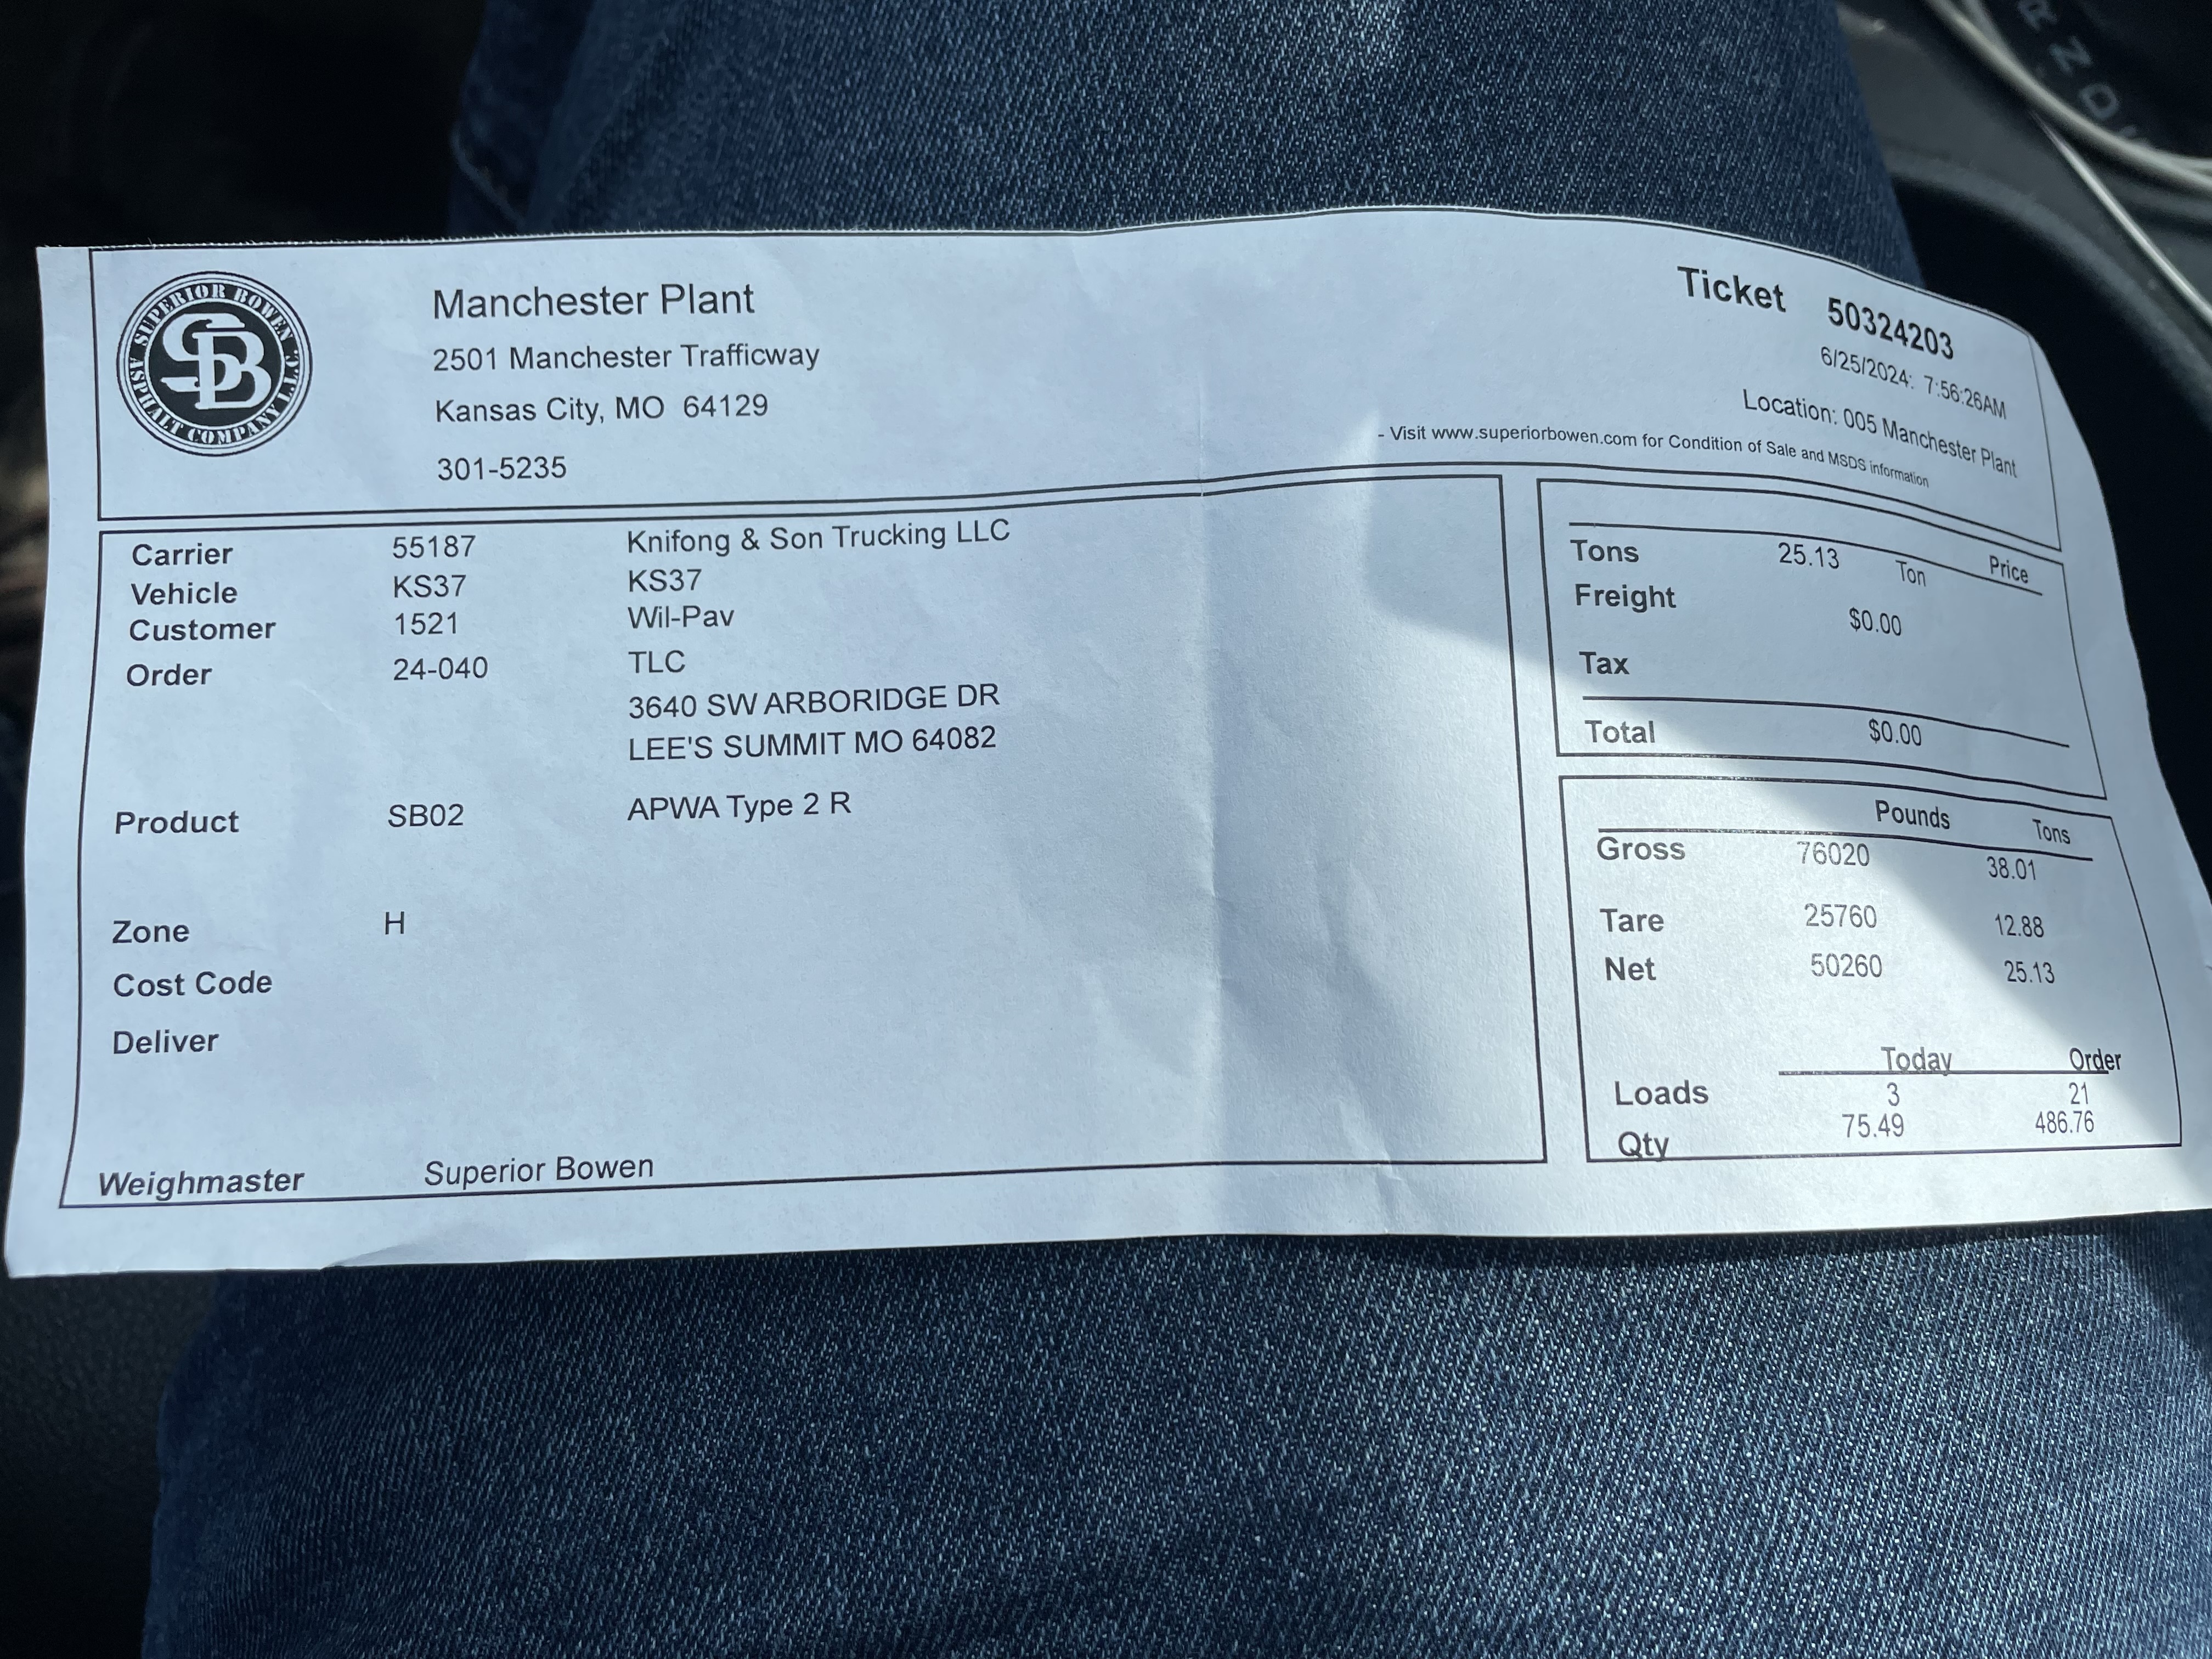 SUPERIOR BOWEN
ASPHALT COMPANY L.L.C.
SB
Manchester Plant
2501 Manchester Trafficway
Kansas City, MO 64129
301-5235
Ticket 50324203
6/25/2024: 7:56:26AM
Location: 005 Manchester Plant
- Visit www.superiorbowen.com for Condition of Sale and MSDS information
Carrier 55187 Knifong & Son Trucking LLC
Vehicle KS37 KS37
Customer 1521 Wil-Pav
Order 24-040 TLC
3640 SW ARBORIDGE DR
LEE'S SUMMIT MO 64082
Product SB02 APWA Type 2 R
Zone H
Cost Code
Deliver
Weighmaster Superior Bowen
Tons 25.13 Ton Price
Freight $0.00
Tax
Total $0.00
Pounds Tons
Gross 76020 38.01
Tare 25760 12.88
Net 50260 25.13
Today Order
Loads 3 21
Qty 75.49 486.76
R
N
D